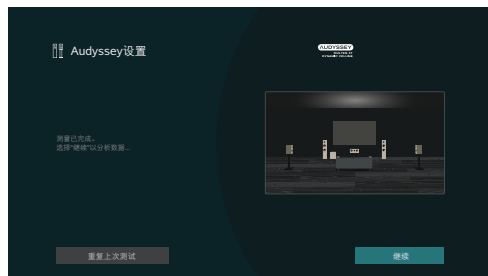 Audyssey设置
AUDYSSEY
测量已完成。
选择“继续”以分析数据...
重复上次测试
继续